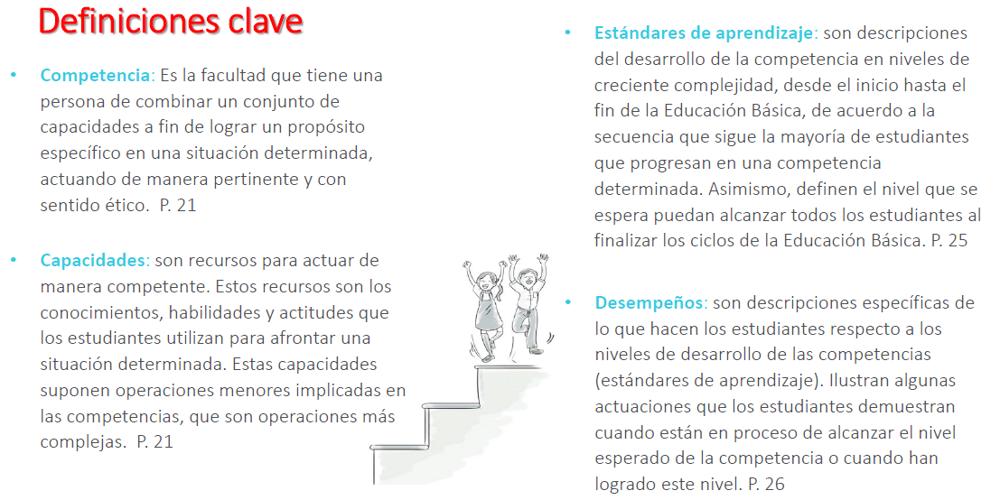 Definiciones clave
• Competencia: Es la facultad que tiene una
persona de combinar un conjunto de
capacidades a fin de lograr un propósito
específico en una situación determinada,
actuando de manera pertinente y con
sentido ético. P. 21
• Capacidades: son recursos para actuar de
manera competente. Estos recursos son los
conocimientos, habilidades y actitudes que
los estudiantes utilizan para afrontar una
situación determinada. Estas capacidades
suponen operaciones menores implicadas en
las competencias, que son operaciones más
complejas. P. 21
• Estándares de aprendizaje: son descripciones
del desarrollo de la competencia en niveles de
creciente complejidad, desde el inicio hasta el
fin de la Educación Básica, de acuerdo a la
secuencia que sigue la mayoría de estudiantes
que progresan en una competencia
determinada. Asimismo, definen el nivel que se
espera puedan alcanzar todos los estudiantes al
finalizar los ciclos de la Educación Básica. P. 25
• Desempeños: son descripciones específicas de
lo que hacen los estudiantes respecto a los
niveles de desarrollo de las competencias
(estándares de aprendizaje). Ilustran algunas
actuaciones que los estudiantes demuestran
cuando están en proceso de alcanzar el nivel
esperado de la competencia o cuando han
logrado este nivel. P. 26